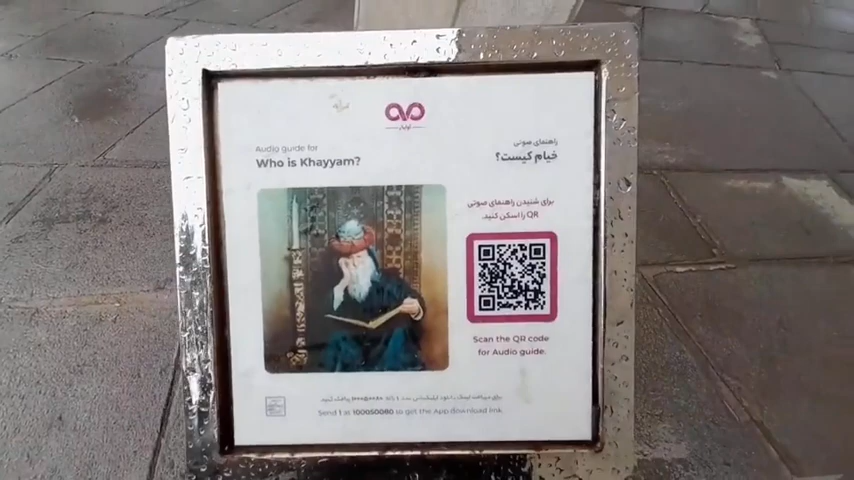 Audio guide for
Who is Khayyam?
راهنمای صوتی
خیام کیست؟
برای شنیدن راهنمای صوتی
QR را اسکن کنید.
Scan the QR code
for Audio guide.
Send 1 to 100050080 to get the App download link